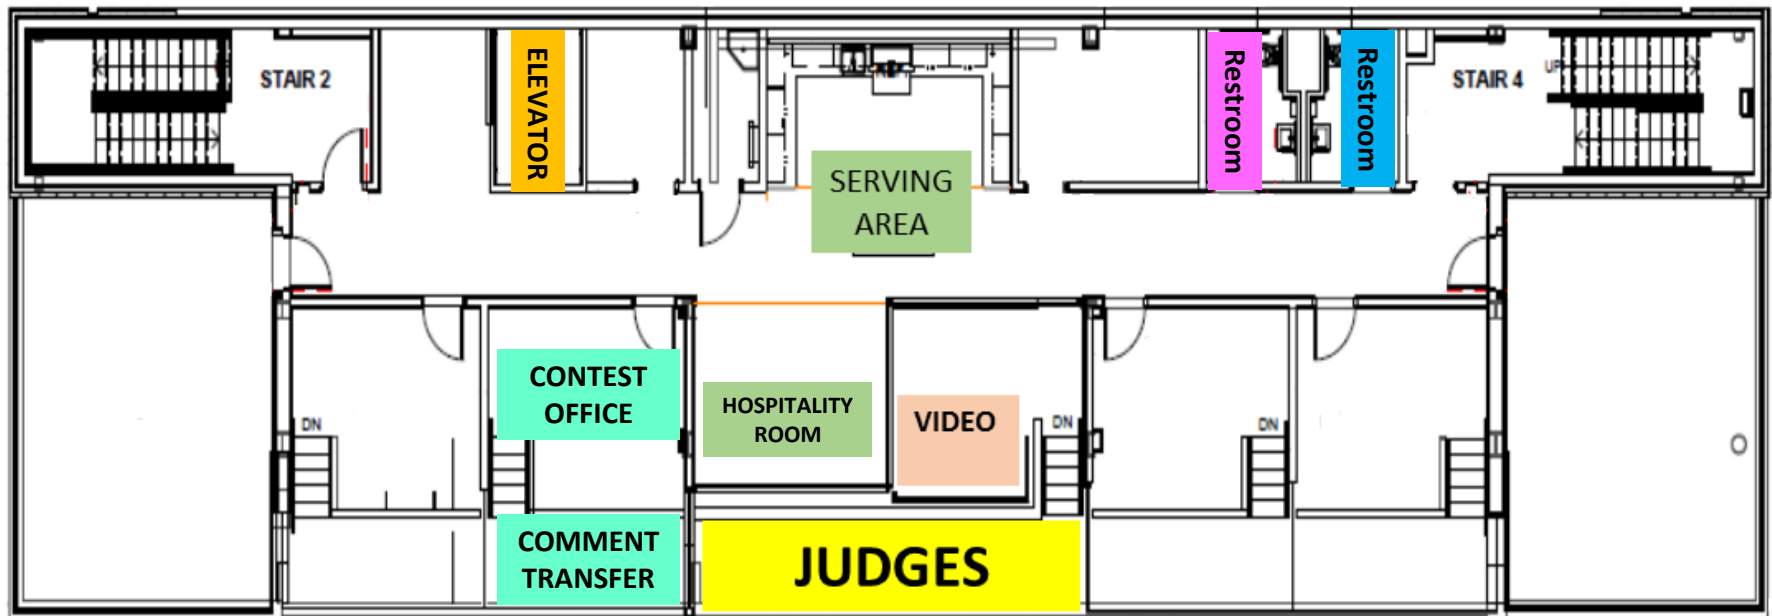 STAIR 2
ELEVATOR
Restroom
Restroom
UP
STAIR 4
SERVING
AREA
CONTEST
OFFICE
HOSPITALITY
ROOM
VIDEO
DN
DN
DN
COMMENT
TRANSFER
JUDGES